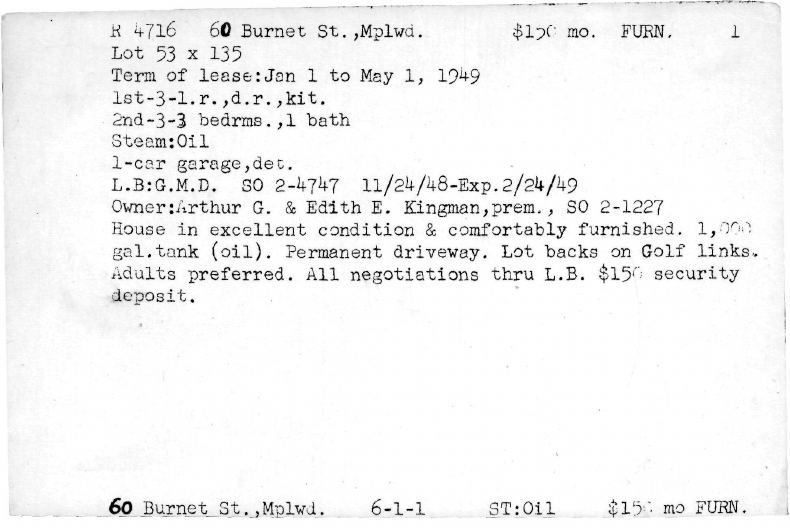 R 4716 60 Burnet St.,Mplwd. $150 mo. FURN. 1
Lot 53 x 135
Term of lease:Jan 1 to May 1, 1949
1st-3-l.r.,d.r.,kit.
2nd-3-3 bedrms.,1 bath
Steam:Oil
1-car garage,det.
L.B:G.M.D. SO 2-4747 11/24/48-Exp.2/24/49
Owner:Arthur G. & Edith E. Kingman,prem., SO 2-1227
House in excellent condition & comfortably furnished. 1,000
gal.tank (oil). Permanent driveway. Lot backs on Golf links.
Adults preferred. All negotiations thru L.B. $150 security
deposit.
60 Burnet St.,Mplwd. 6-1-1 ST:Oil $150 mo FURN.